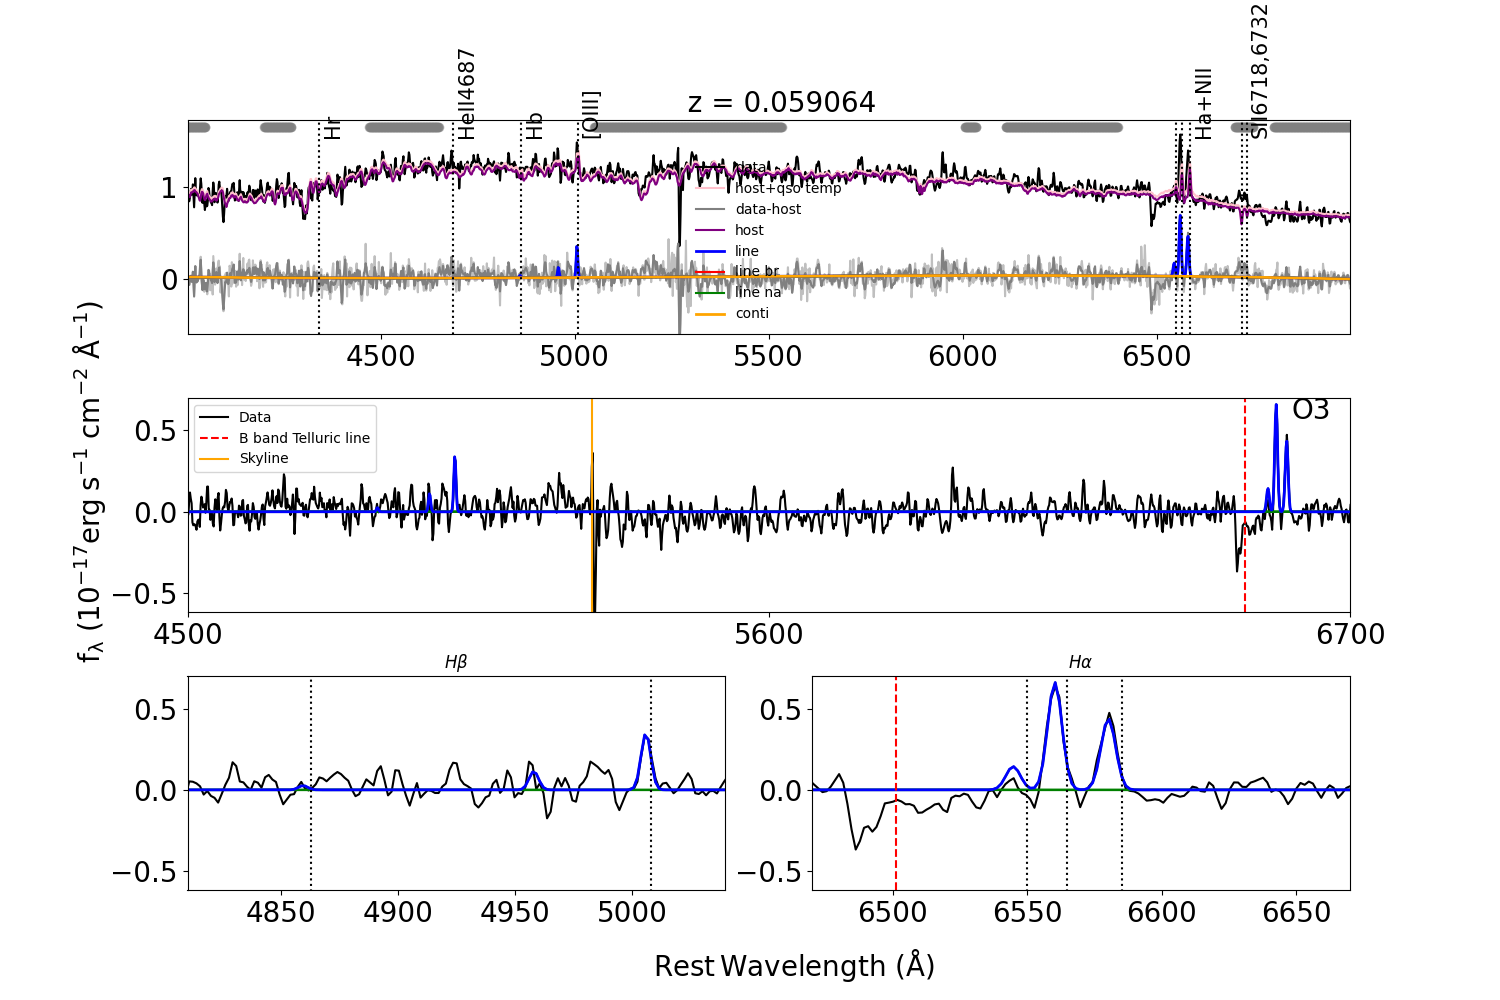 z = 0.059064
Hr
HeII4687
Hb
[OIII]
Ha+NII
SII6718,6732
data
host+qso temp
data-host
host
line
line br
line na
conti
1
0
4500
5000
5500
6000
6500
Data
B band Telluric line
Skyline
O3
0.5
0.0
−0.5
4500
5600
6700
fλ (10⁻¹⁷erg s⁻¹ cm⁻² Å⁻¹)
Hβ
0.5
0.0
−0.5
4850
4900
4950
5000
Hα
0.5
0.0
−0.5
6500
6550
6600
6650
Rest Wavelength (Å)